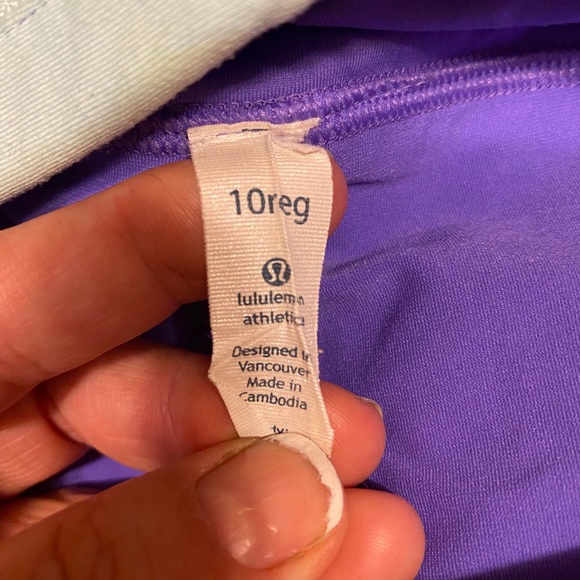 10reg
lululemon
athletica
Designed in
Vancouver
Made in
Cambodia